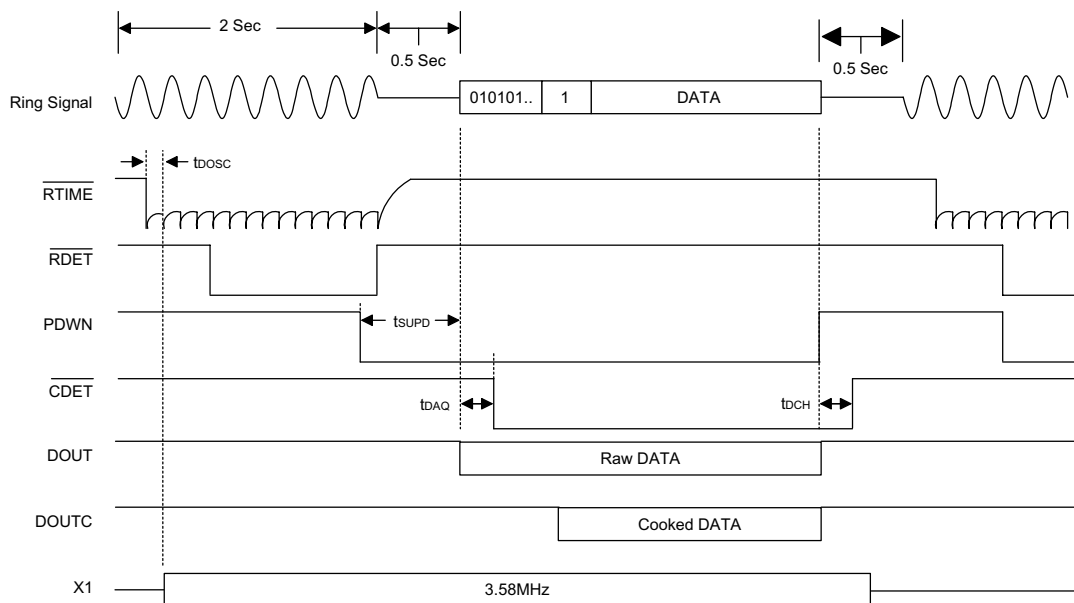 2 Sec
0.5 Sec
0.5 Sec
Ring Signal
010101.. 1 DATA
tDOSC
RTIME
RDET
PDWN
tSUPD
CDET
tDAQ
tDCH
DOUT
Raw DATA
DOUTC
Cooked DATA
X1
3.58MHz